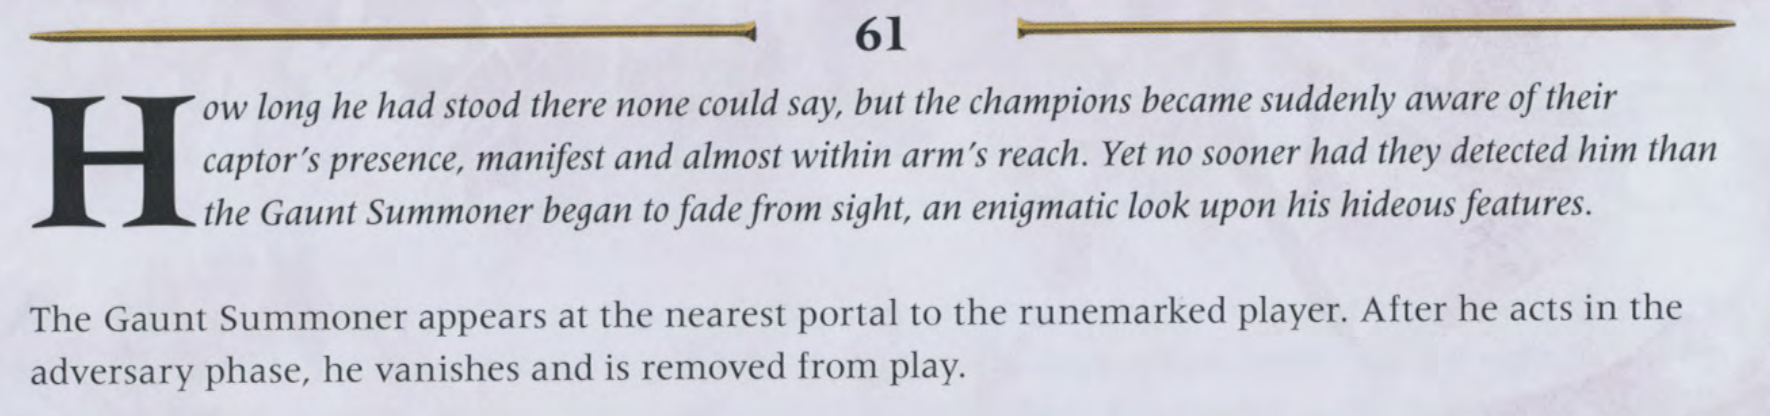 61
How long he had stood there none could say, but the champions became suddenly aware of their
captor's presence, manifest and almost within arm's reach. Yet no sooner had they detected him than
the Gaunt Summoner began to fade from sight, an enigmatic look upon his hideous features.
The Gaunt Summoner appears at the nearest portal to the runemarked player. After he acts in the
adversary phase, he vanishes and is removed from play.